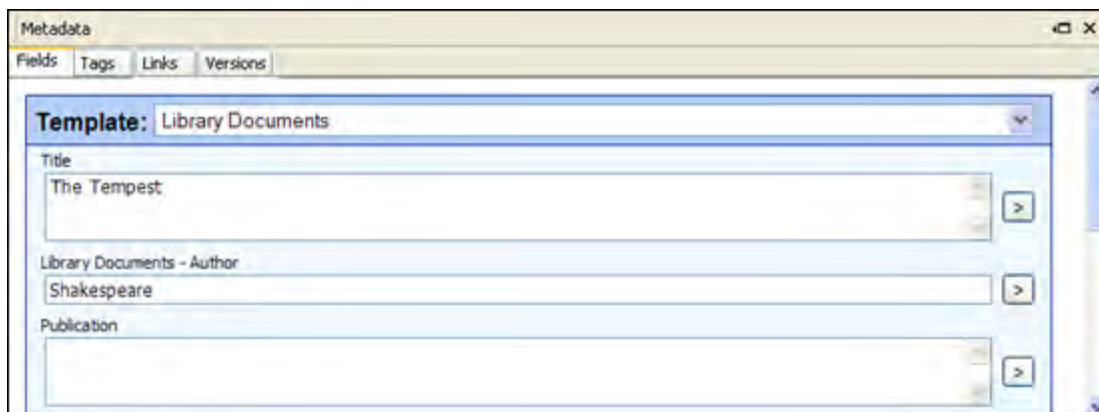 Metadata
Fields Tags Links Versions
Template: Library Documents
Title
The Tempest
>
Library Documents - Author
Shakespeare
>
Publication
>